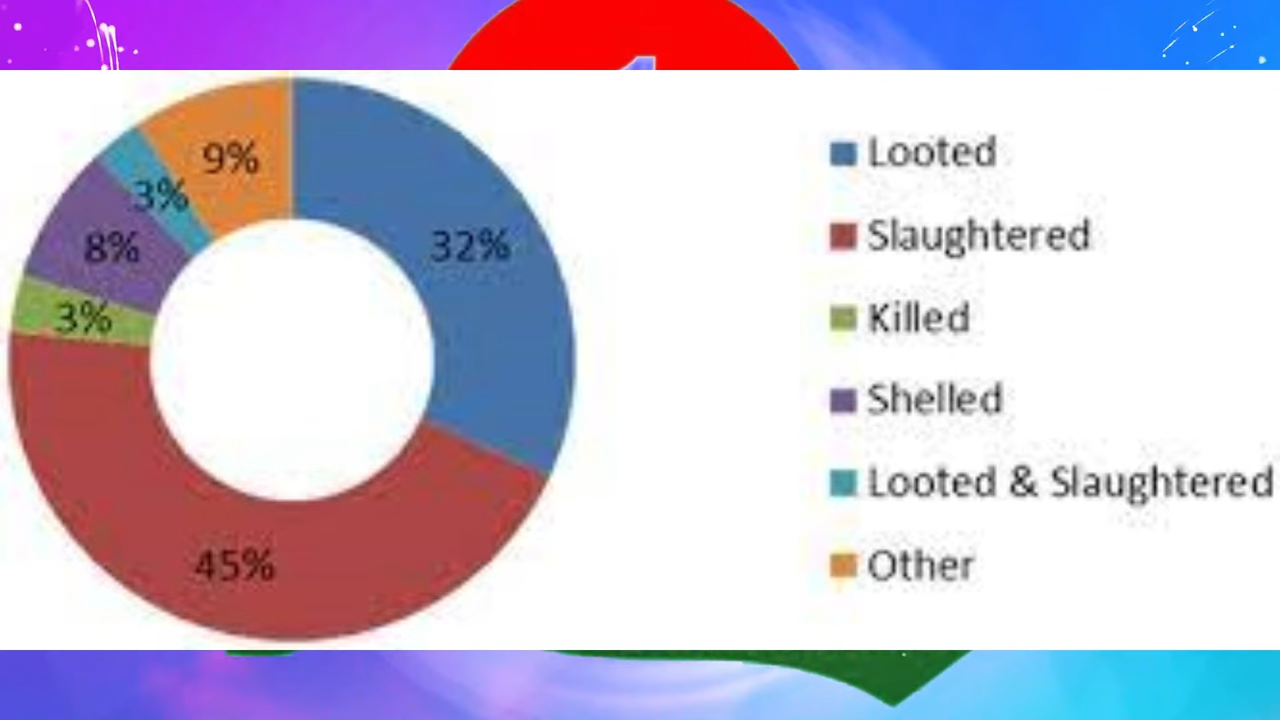 9%
3%
32%
8%
3%
45%
Looted
Slaughtered
Killed
Shelled
Looted & Slaughtered
Other